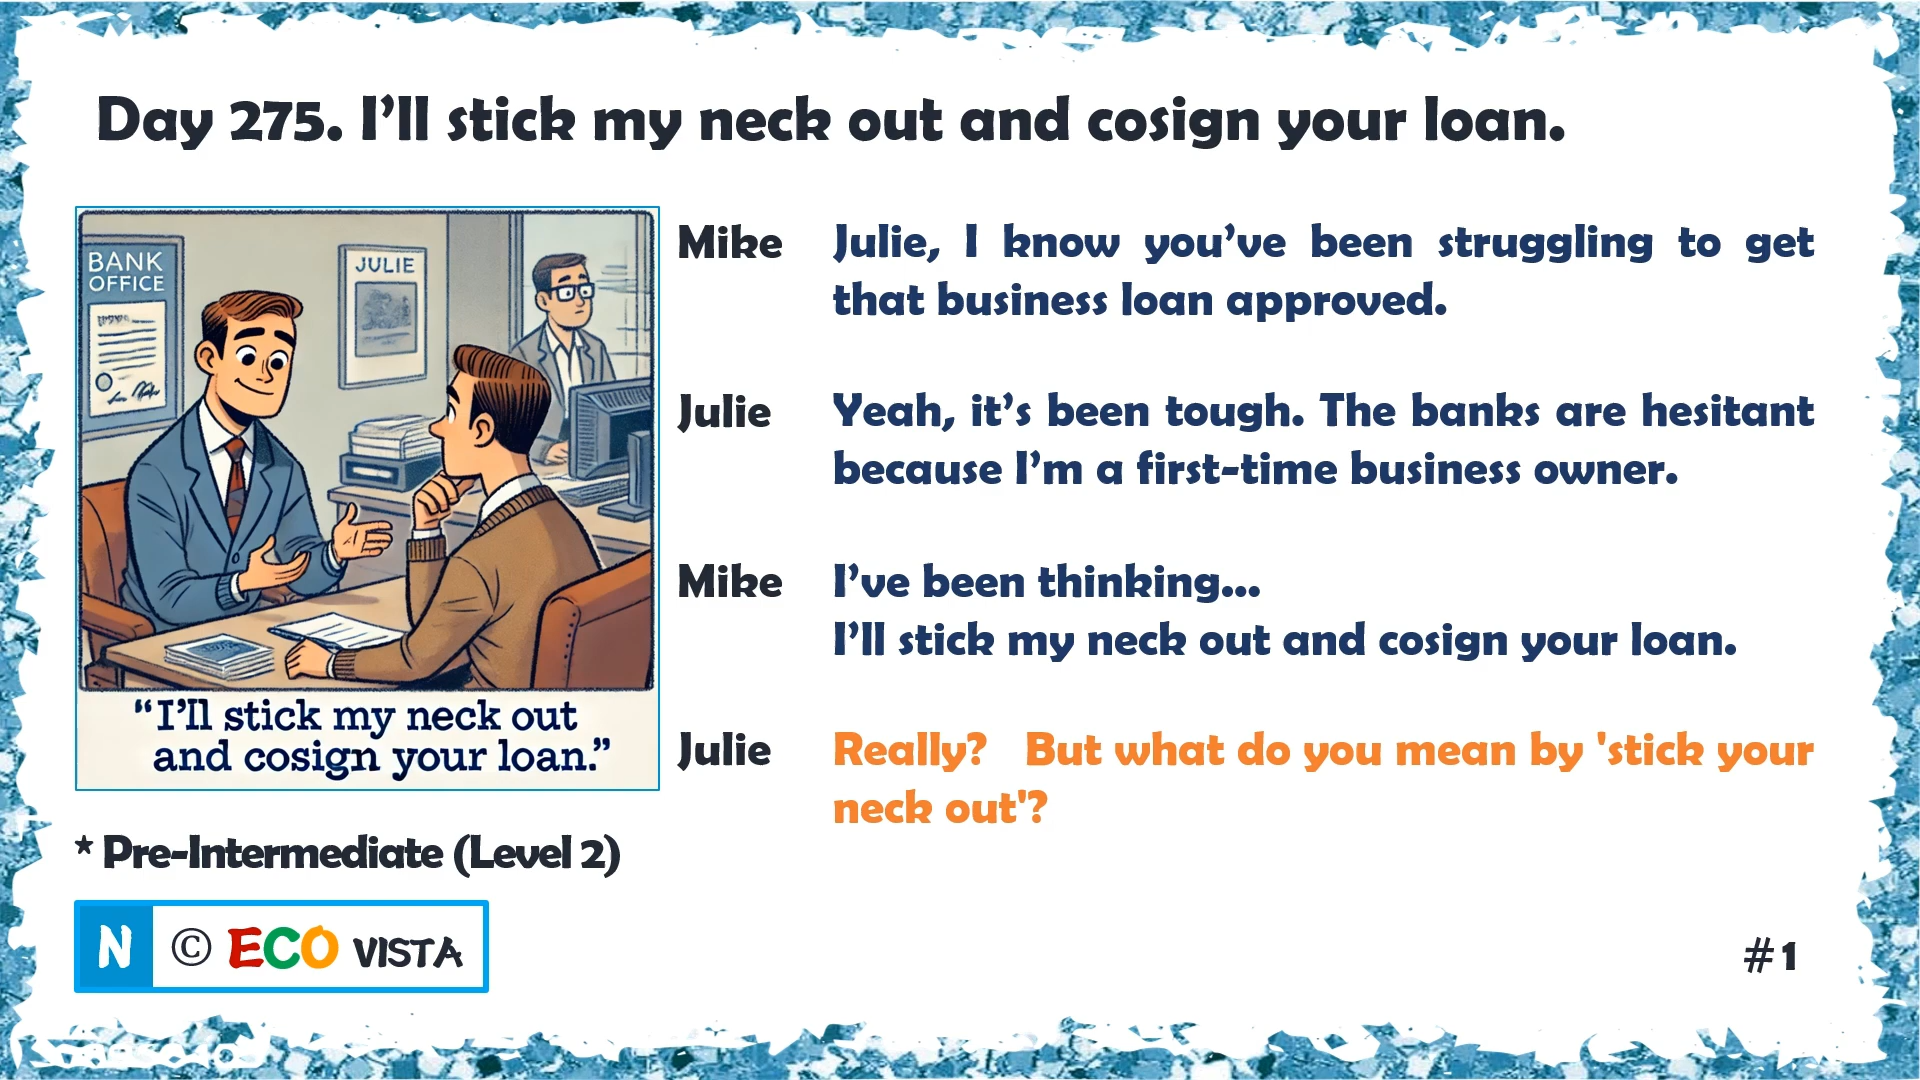 Day 275. I’ll stick my neck out and cosign your loan.
BANK
OFFICE
JULIE
“I’ll stick my neck out
and cosign your loan.”
Mike Julie, I know you’ve been struggling to get
that business loan approved.
Julie Yeah, it’s been tough. The banks are hesitant
because I’m a first-time business owner.
Mike I’ve been thinking...
I’ll stick my neck out and cosign your loan.
Julie Really? But what do you mean by 'stick your
neck out'?
* Pre-Intermediate (Level 2)
N © ECO VISTA
#1